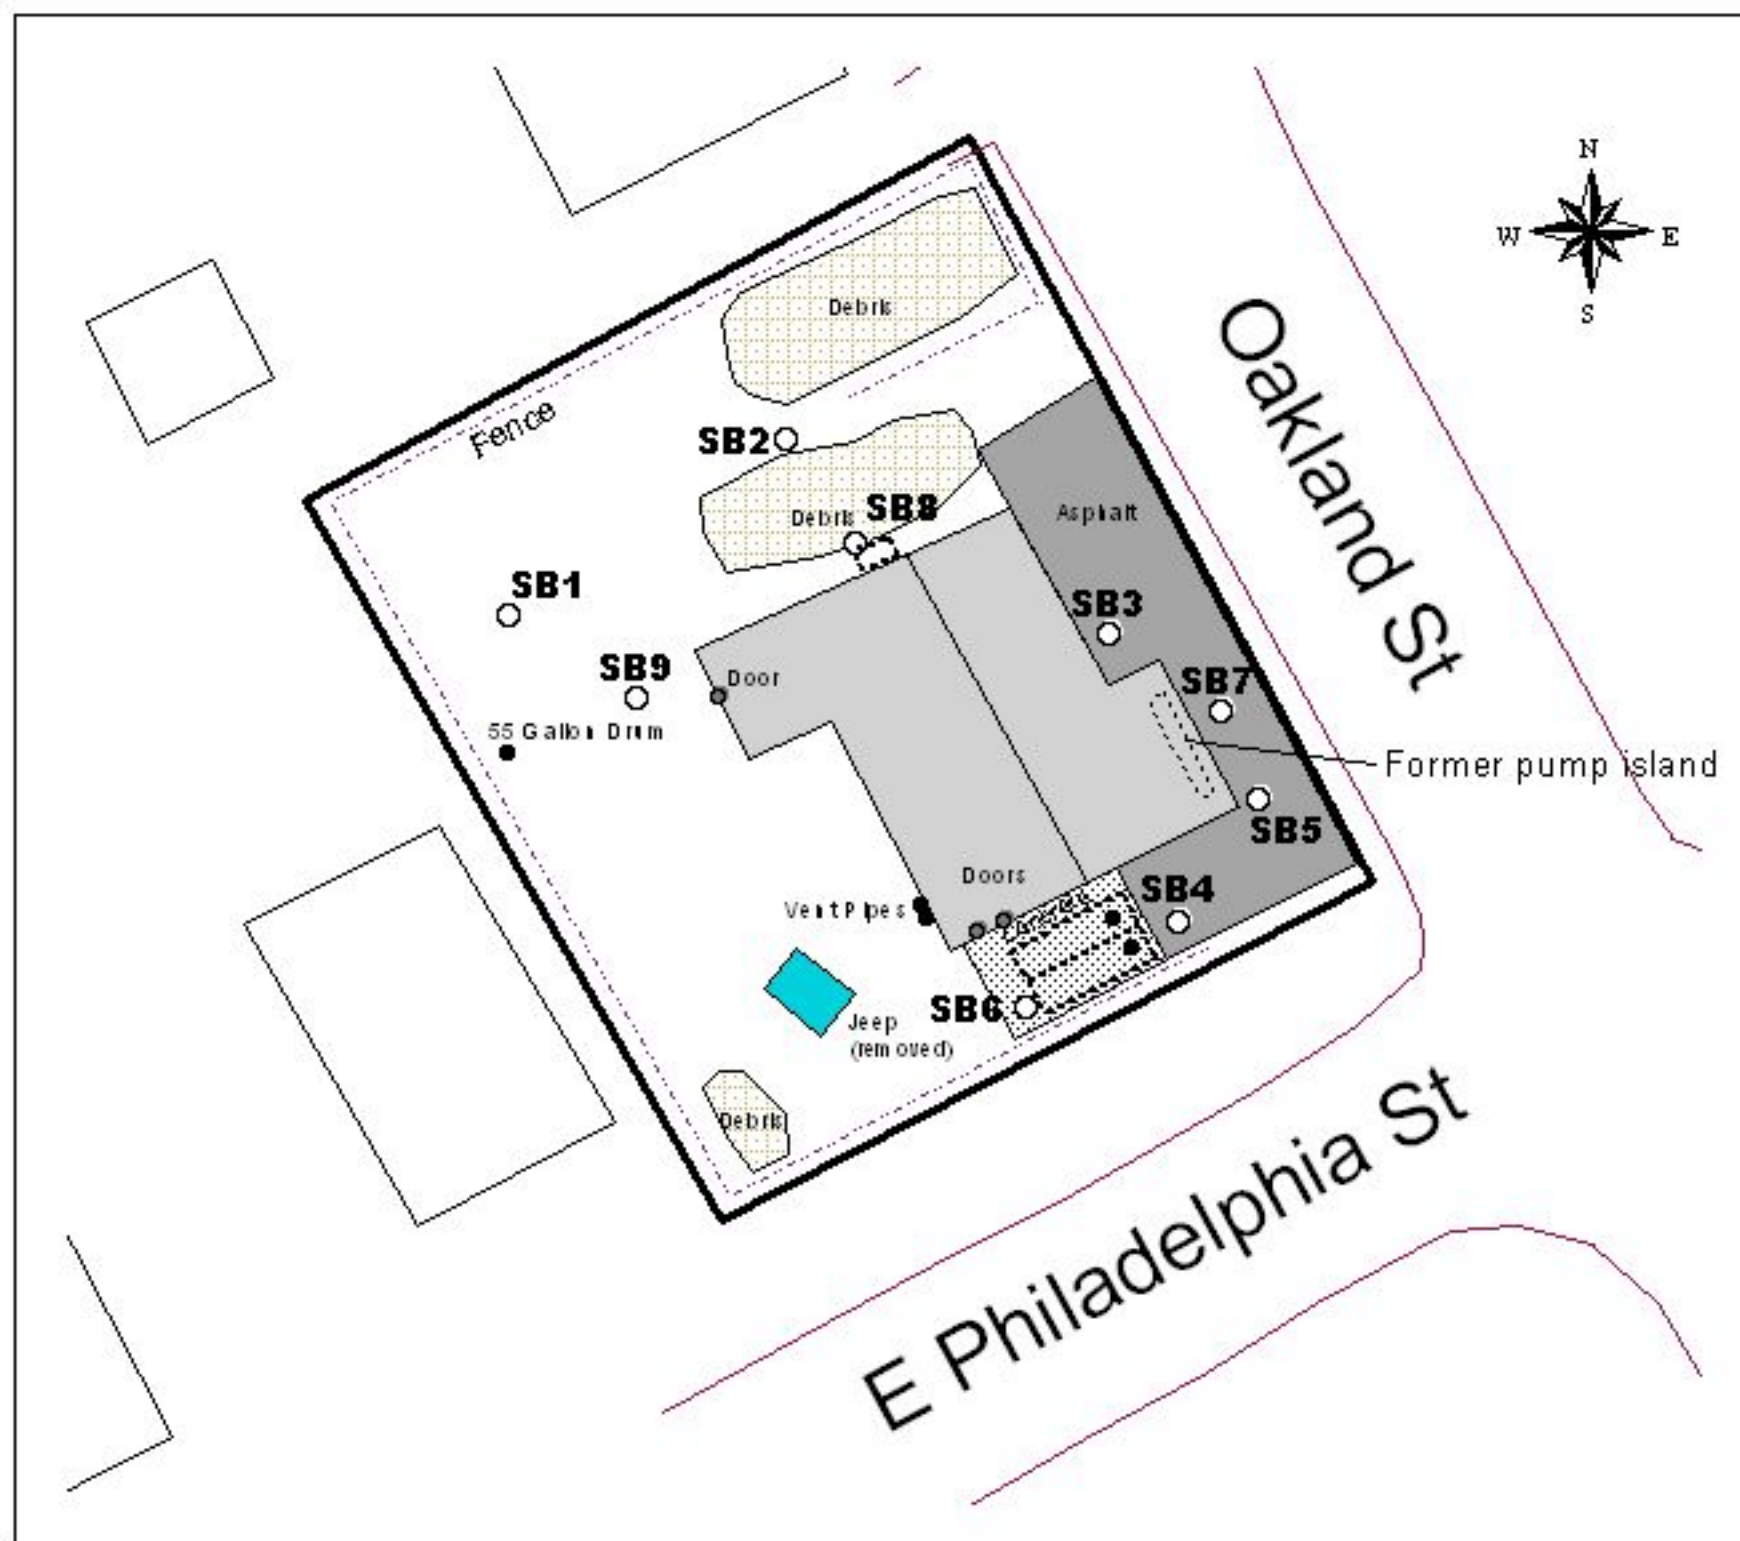 N
W E
S
Oakland St
Debris
Fence
SB2
Debris
SB8
Asphalt
SB1
SB3
SB9
Door
SB7
55 Gallon Drum
Former pump island
SB5
Doors
SB4
Vent Pipes
SB6
Jeep
(removed)
Debris
E Philadelphia St